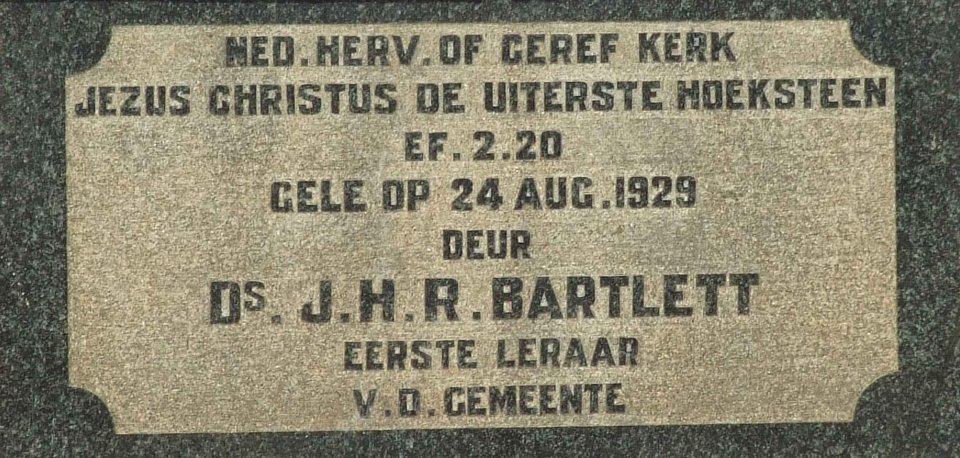 NED. HERV. OF GEREF KERK
JEZUS CHRISTUS DE UITERSTE HOEKSTEEN
EF. 2.20
GELE OP 24 AUG. 1929
DEUR
DS. J.H.R. BARTLETT
EERSTE LERAAR
V.D. GEMEENTE